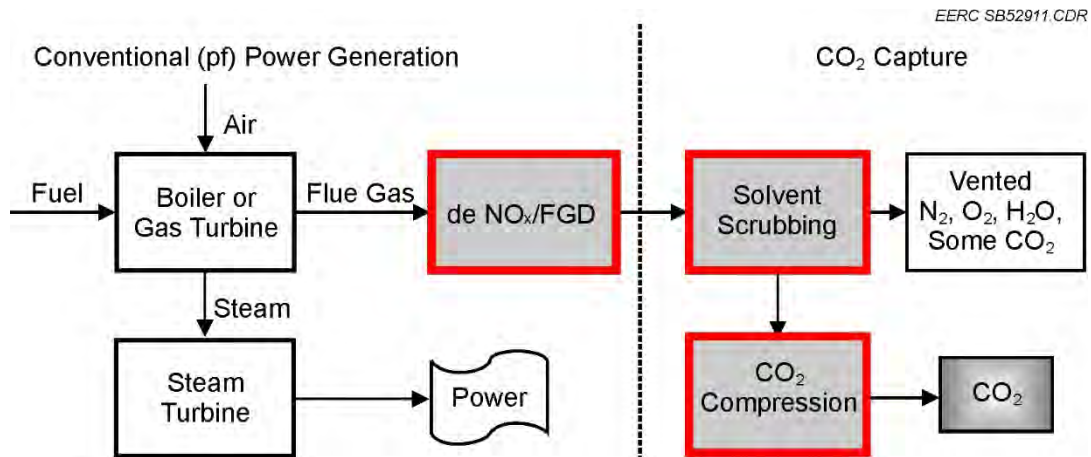 EERC SB52911.CDR
Conventional (pf) Power Generation
CO₂ Capture
Air
Fuel
Boiler or
Gas Turbine
Flue Gas
de NOₓ/FGD
Solvent
Scrubbing
Vented
N₂, O₂, H₂O,
Some CO₂
Steam
Steam
Turbine
Power
CO₂
Compression
CO₂